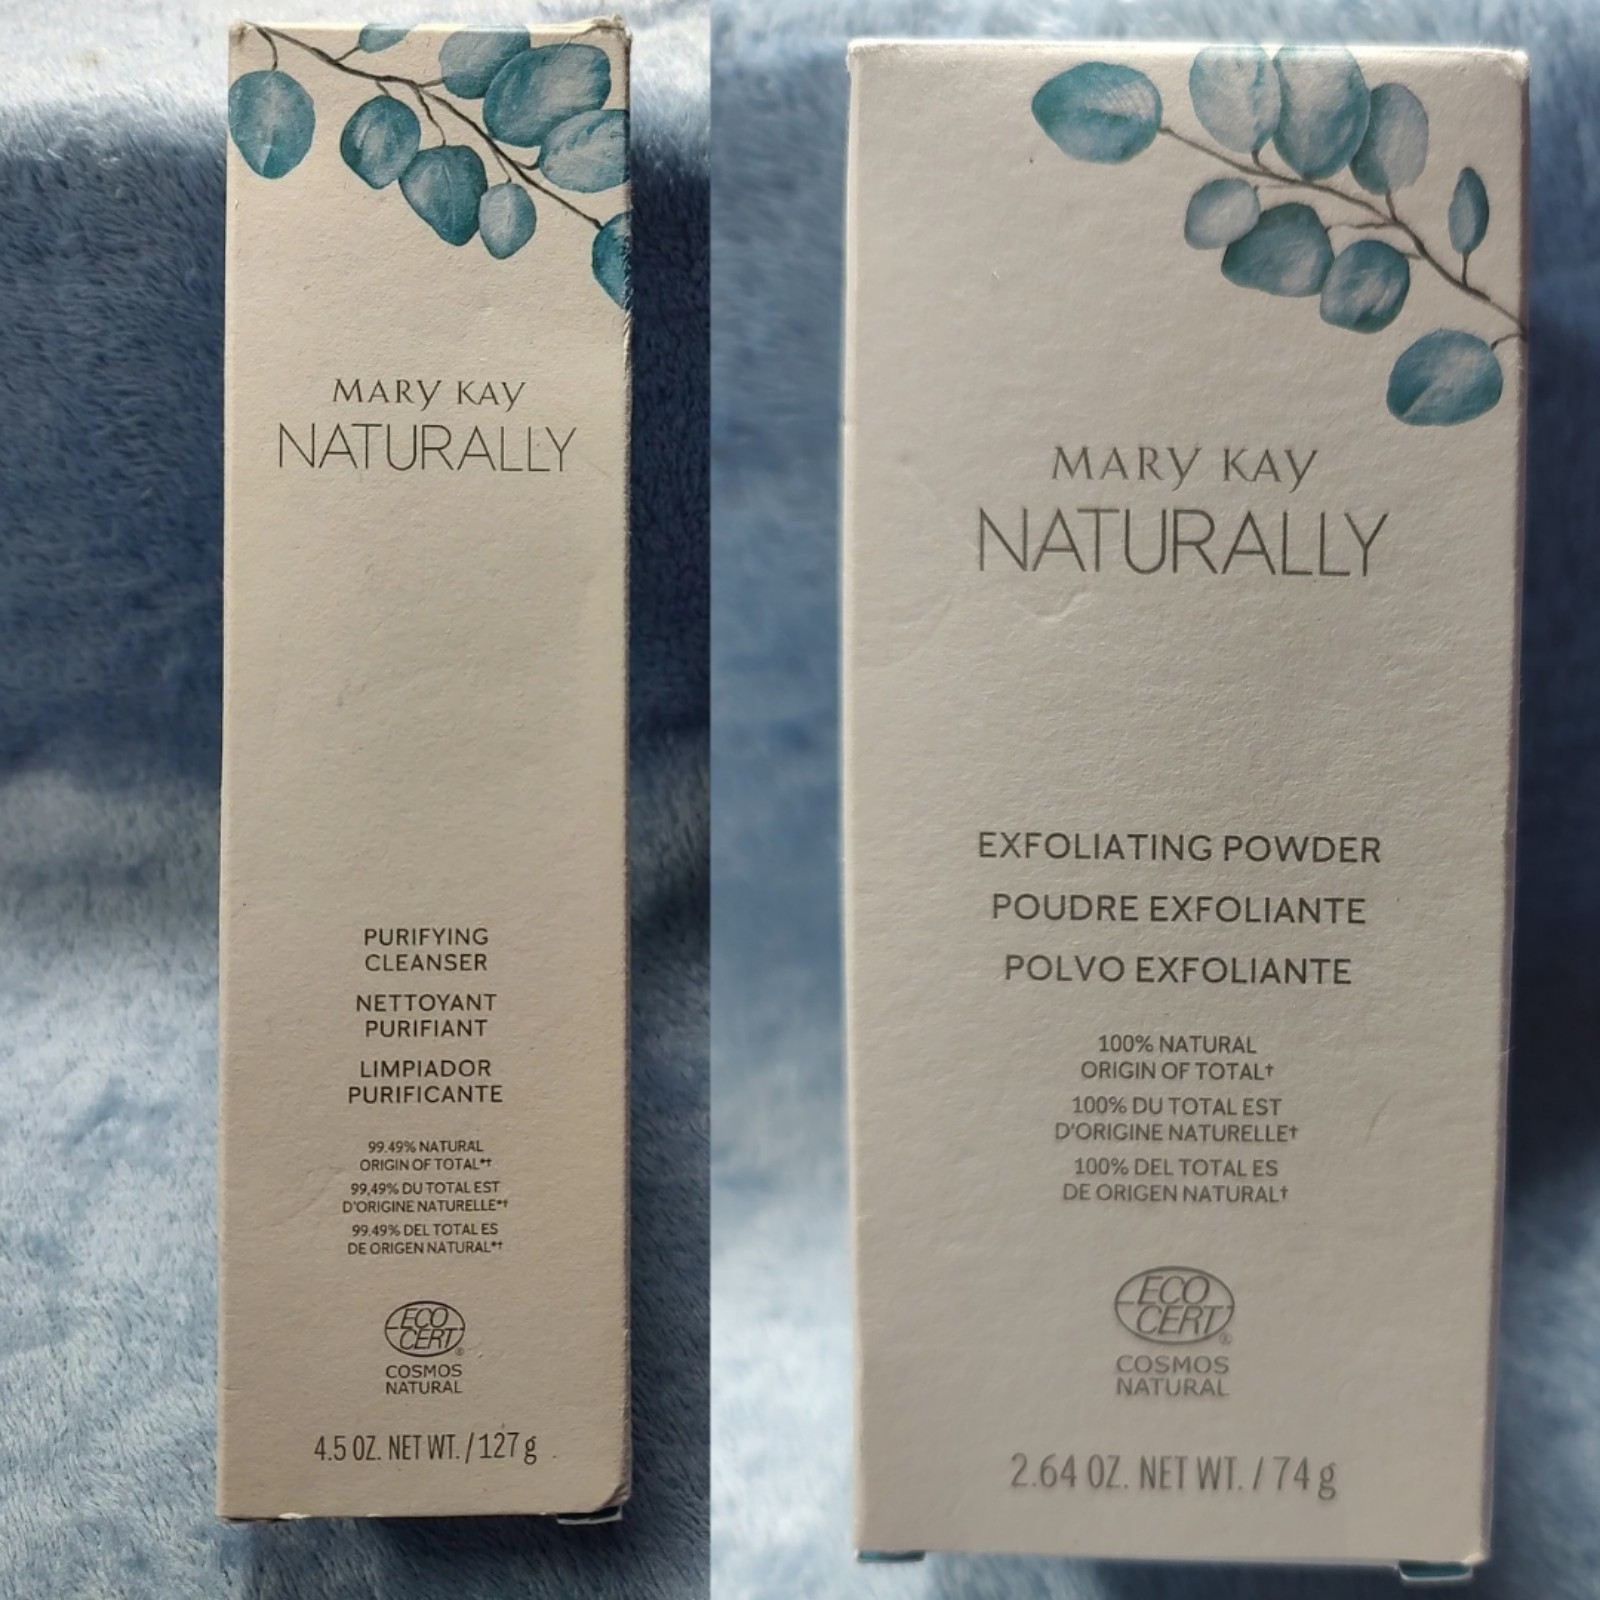 MARY KAY
NATURALLY
PURIFYING
CLEANSER
NETTOYANT
PURIFIANT
LIMPIADOR
PURIFICANTE
99.49% NATURAL
ORIGIN OF TOTAL*†
99.49% DU TOTAL EST
D'ORIGINE NATURELLE*†
99.49% DEL TOTAL ES
DE ORIGEN NATURAL*†
ECO
CERT®
COSMOS
NATURAL
4.5 OZ. NET WT. / 127 g
MARY KAY
NATURALLY
EXFOLIATING POWDER
POUDRE EXFOLIANTE
POLVO EXFOLIANTE
100% NATURAL
ORIGIN OF TOTAL†
100% DU TOTAL EST
D'ORIGINE NATURELLE†
100% DEL TOTAL ES
DE ORIGEN NATURAL†
ECO
CERT®
COSMOS
NATURAL
2.64 OZ. NET WT. / 74 g